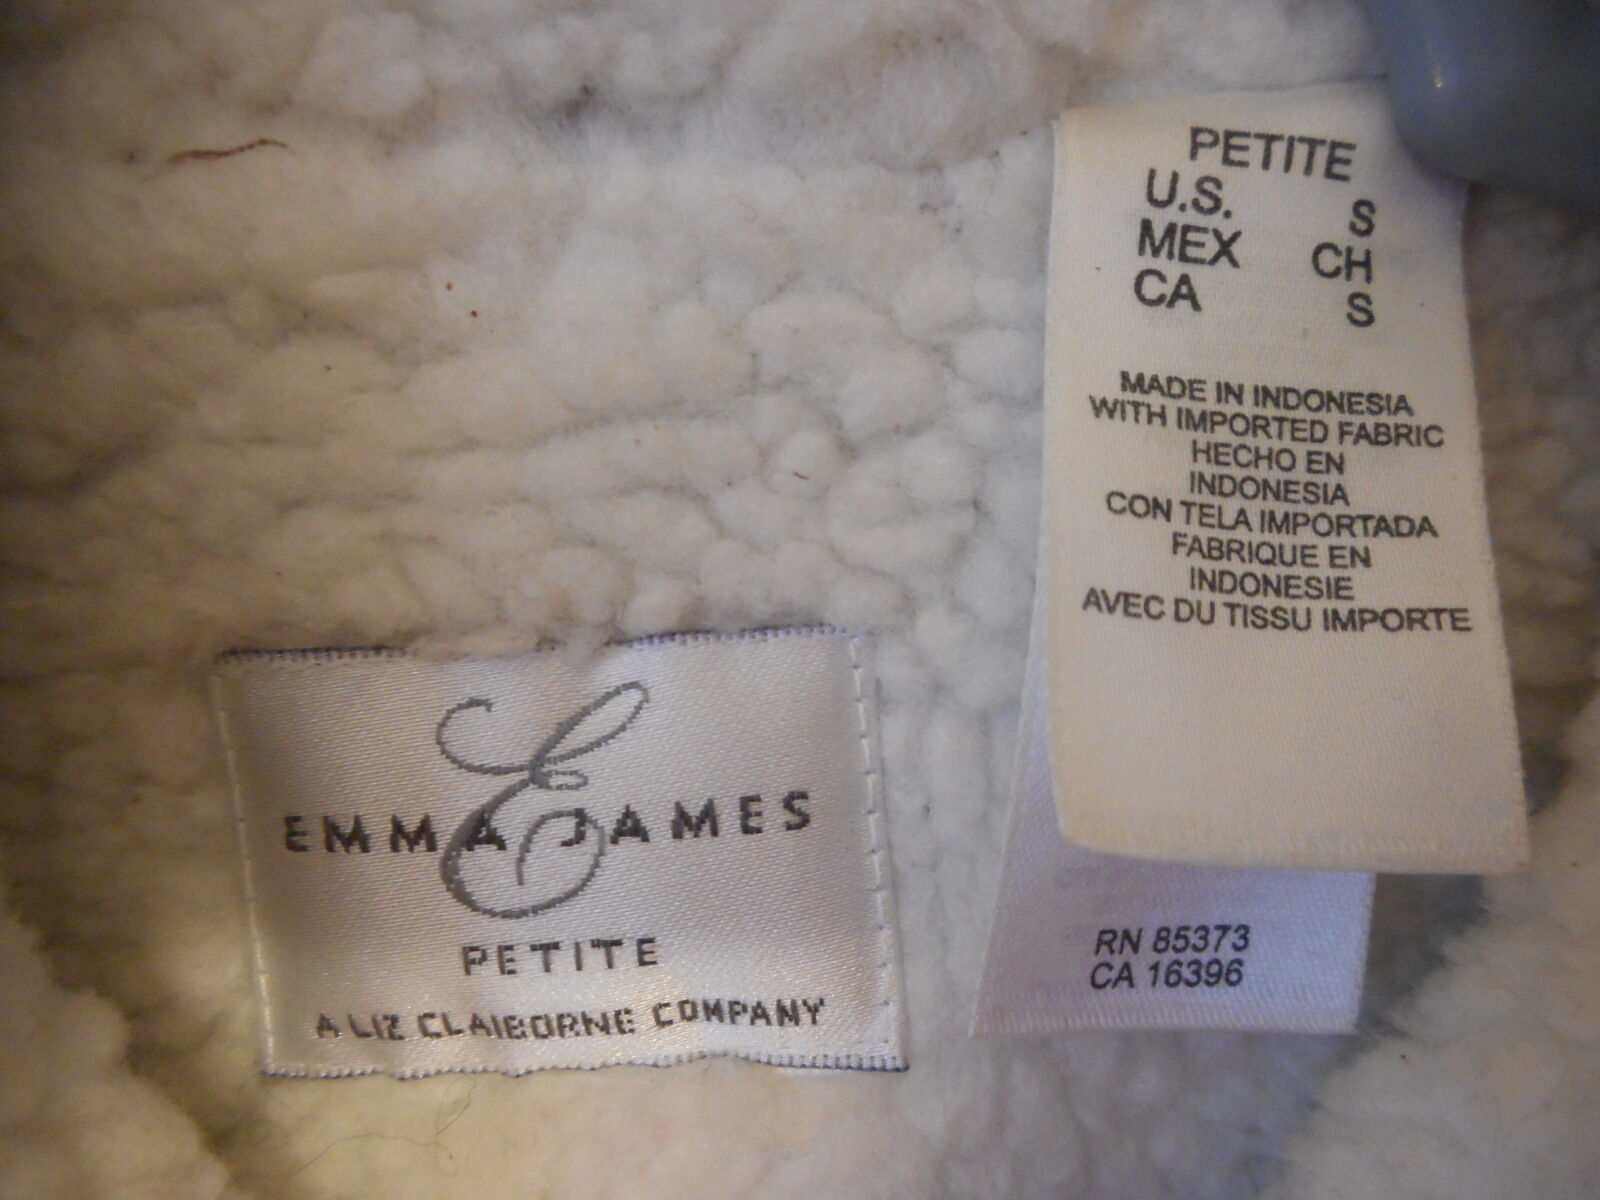 PETITE
U.S. S
MEX CH
CA S
MADE IN INDONESIA
WITH IMPORTED FABRIC
HECHO EN
INDONESIA
CON TELA IMPORTADA
FABRIQUE EN
INDONESIE
AVEC DU TISSU IMPORTE
RN 85373
CA 16396
E
EMMA JAMES
PETITE
A LIZ CLAIBORNE COMPANY